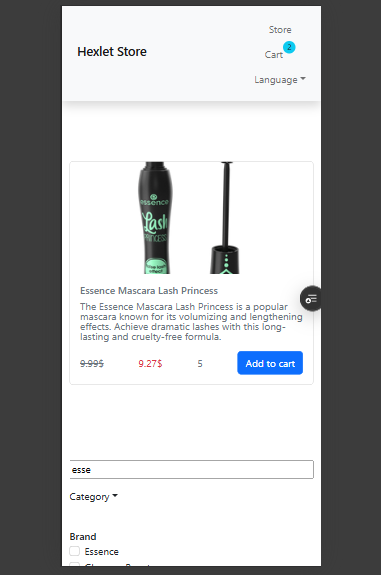 Store
Hexlet Store
Cart 2
Language
essence
Lash
PRINCESS
Essence Mascara Lash Princess
The Essence Mascara Lash Princess is a popular
mascara known for its volumizing and lengthening
effects. Achieve dramatic lashes with this long-
lasting and cruelty-free formula.
9.99$ 9.27$ 5 Add to cart
esse
Category
Brand
Essence